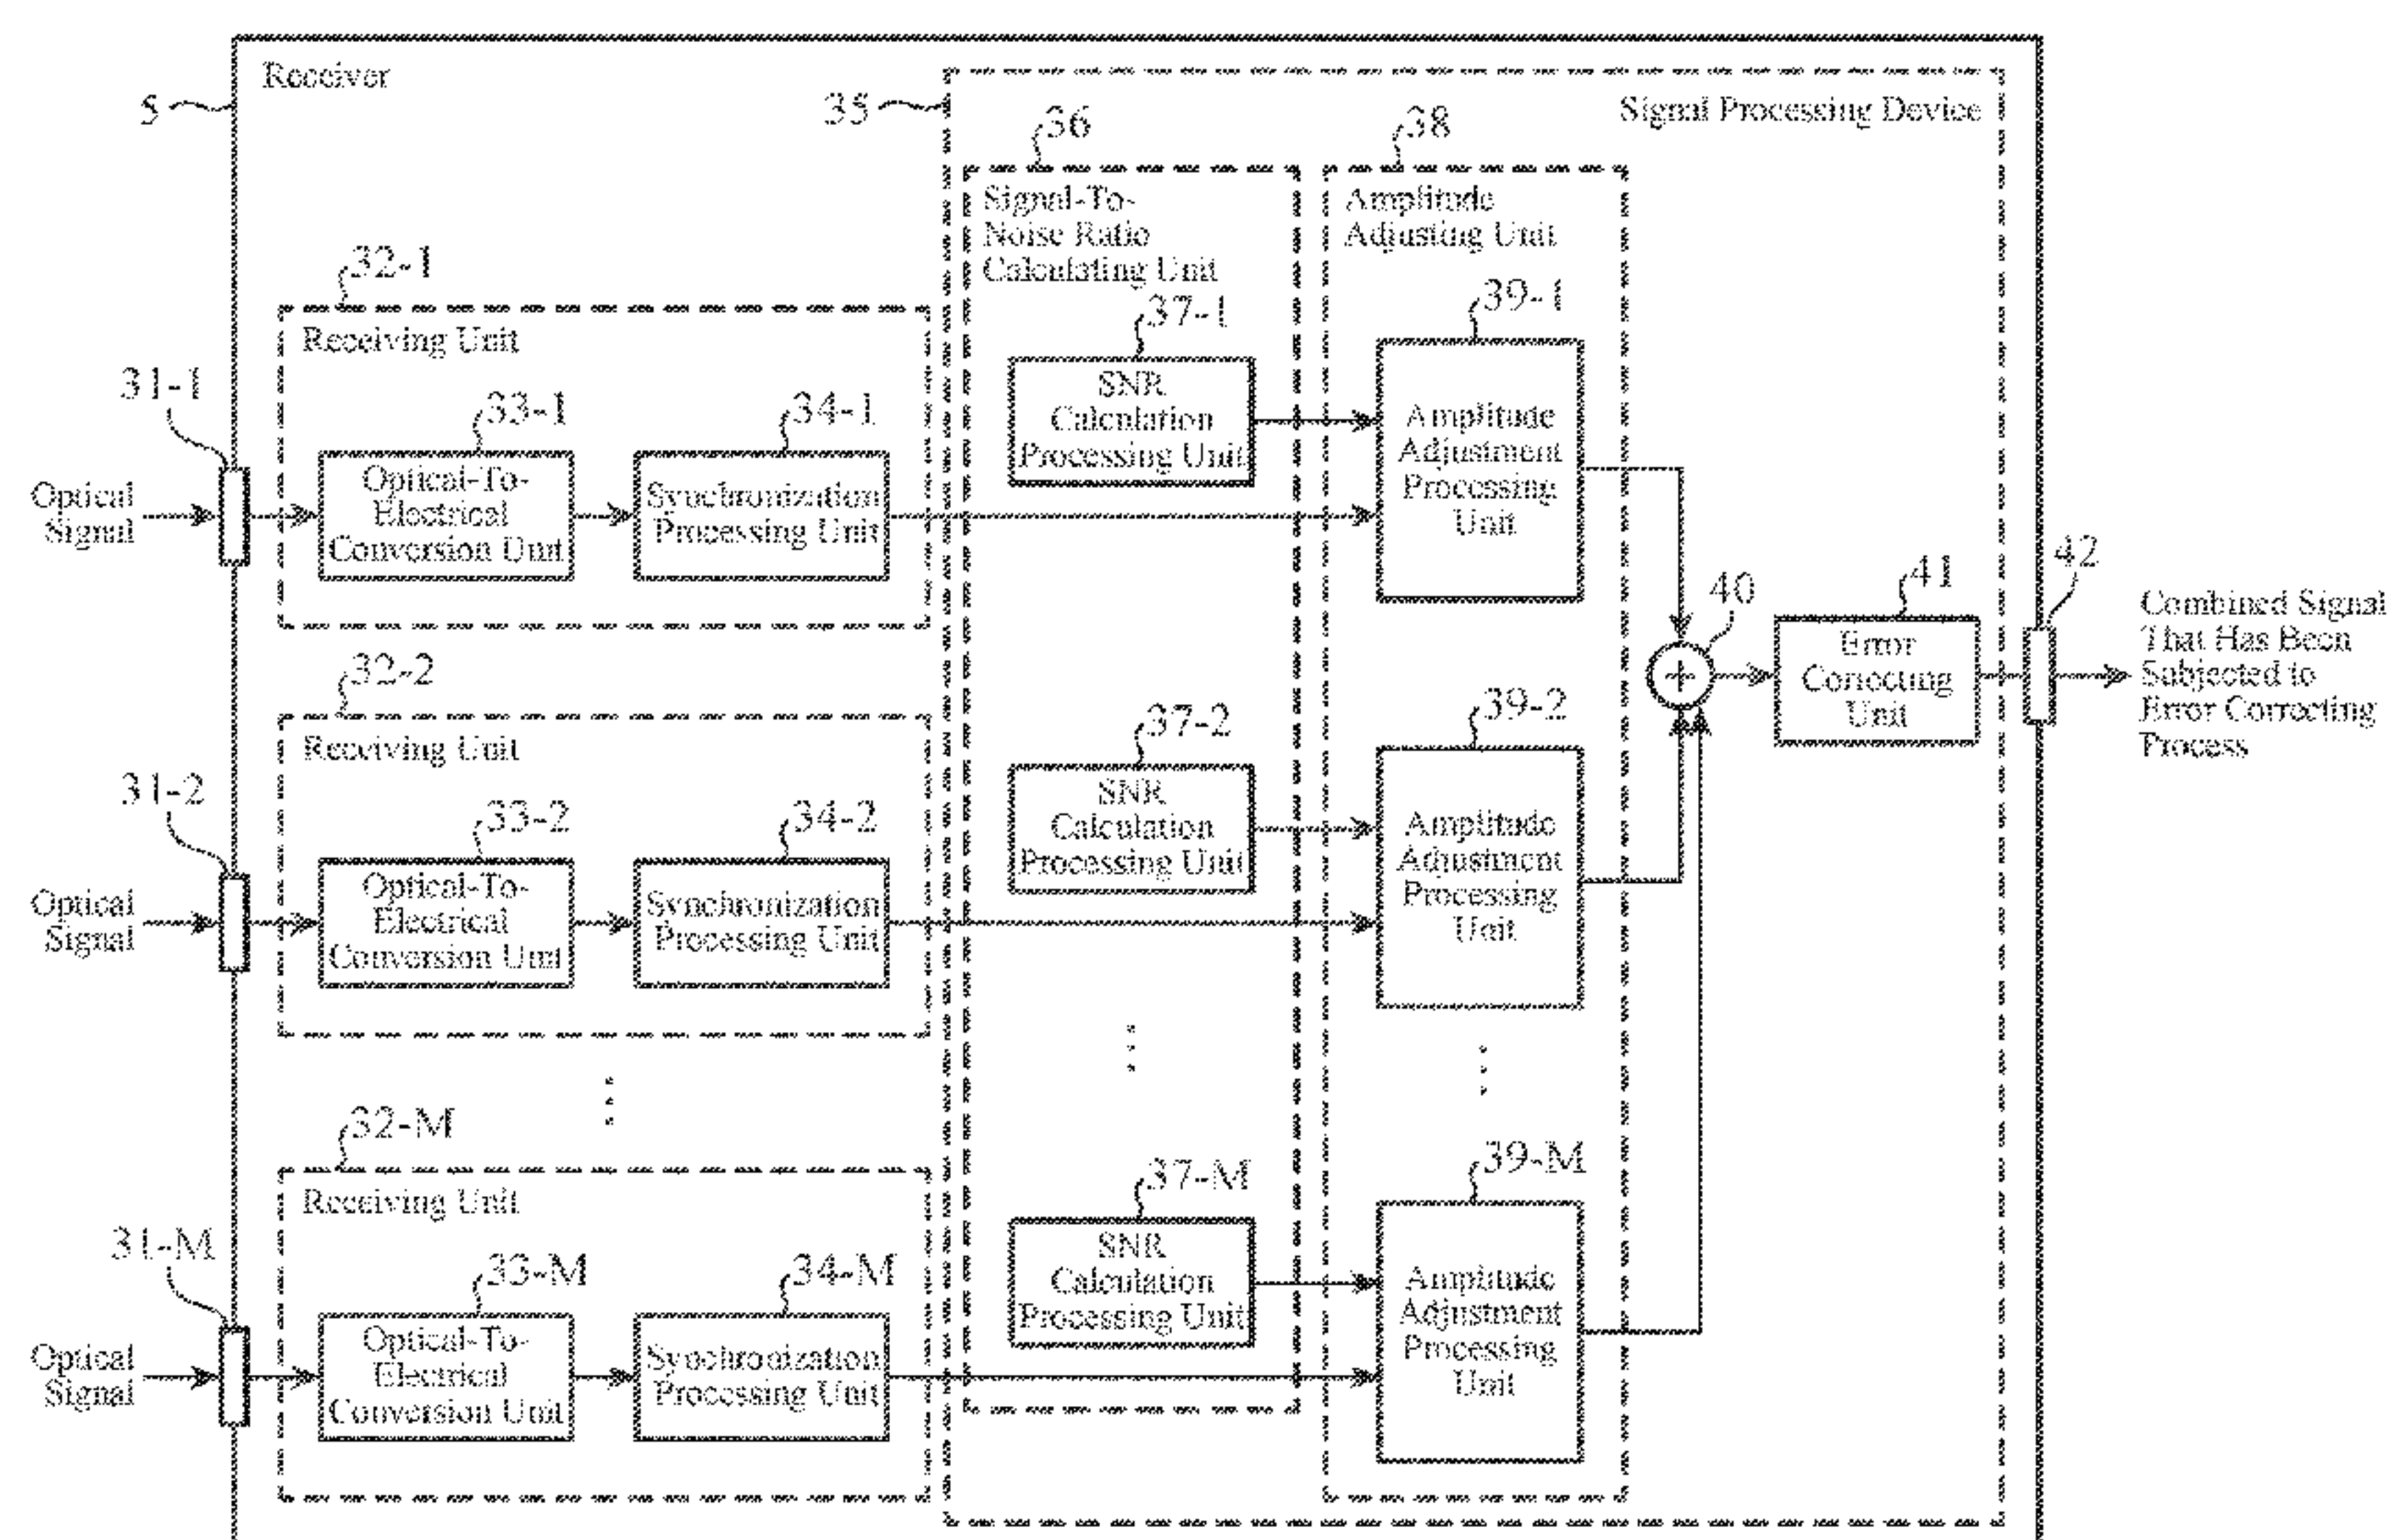 Receiver
5
35
Signal Processing Device
36
38
Signal-To-
Noise Ratio
Calculating Unit
Amplitude
Adjusting Unit
32-1
Receiving Unit
37-1
39-1
31-1
33-1
34-1
SNR
Calculation
Processing Unit
Amplitude
Adjustment
Processing
Unit
Optical
Signal
Optical-To-
Electrical
Conversion Unit
Synchronization
Processing Unit
40
41
42
Error
Correcting
Unit
Combined Signal
That Has Been
Subjected to
Error Correcting
Process
32-2
Receiving Unit
37-2
39-2
31-2
33-2
34-2
SNR
Calculation
Processing Unit
Amplitude
Adjustment
Processing
Unit
Optical
Signal
Optical-To-
Electrical
Conversion Unit
Synchronization
Processing Unit
32-M
Receiving Unit
37-M
39-M
31-M
33-M
34-M
SNR
Calculation
Processing Unit
Amplitude
Adjustment
Processing
Unit
Optical
Signal
Optical-To-
Electrical
Conversion Unit
Synchronization
Processing Unit